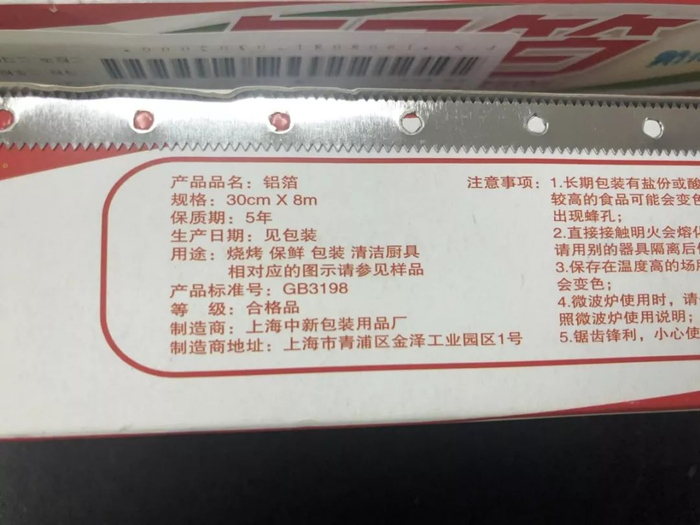 产品品名：铝箔
规格：30cm X 8m
保质期：5年
生产日期：见包装
用途：烧烤 保鲜 包装 清洁厨具
相对应的图示请参见样品
产品标准号：GB3198
等　级：合格品
制造商：上海中新包装用品厂
制造商地址：上海市青浦区金泽工业园区1号
注意事项：1.长期包装有盐份或酸
较高的食品可能会变色
出现蜂孔；
2.直接接触明火会熔化
请用别的器具隔离后使
3.保存在温度高的场所
会变色；
4.微波炉使用时，请
照微波炉使用说明；
5.锯齿锋利，小心使